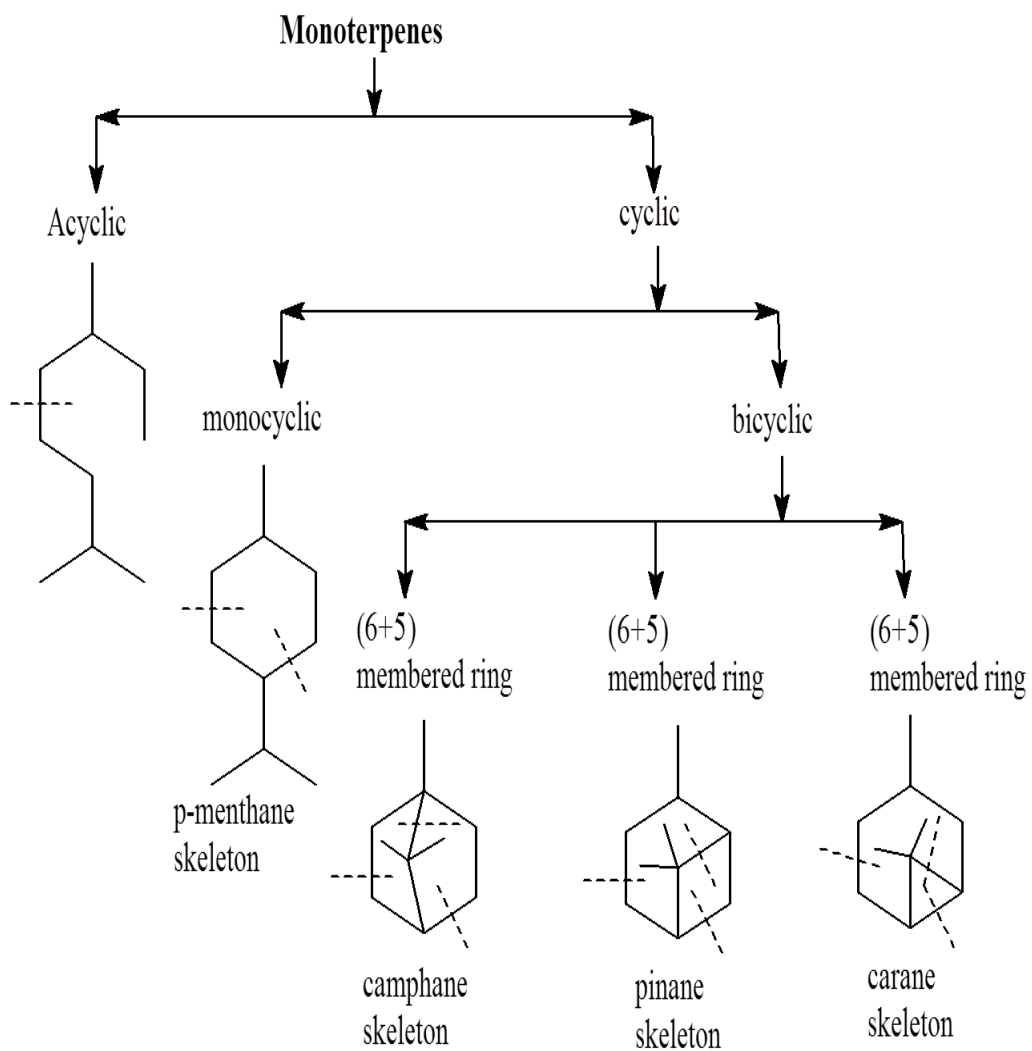 Monoterpenes
Acyclic
cyclic
monocyclic
bicyclic
p-menthane
skeleton
(6+5)
membered ring
(6+5)
membered ring
(6+5)
membered ring
camphane
skeleton
pinane
skeleton
carane
skeleton